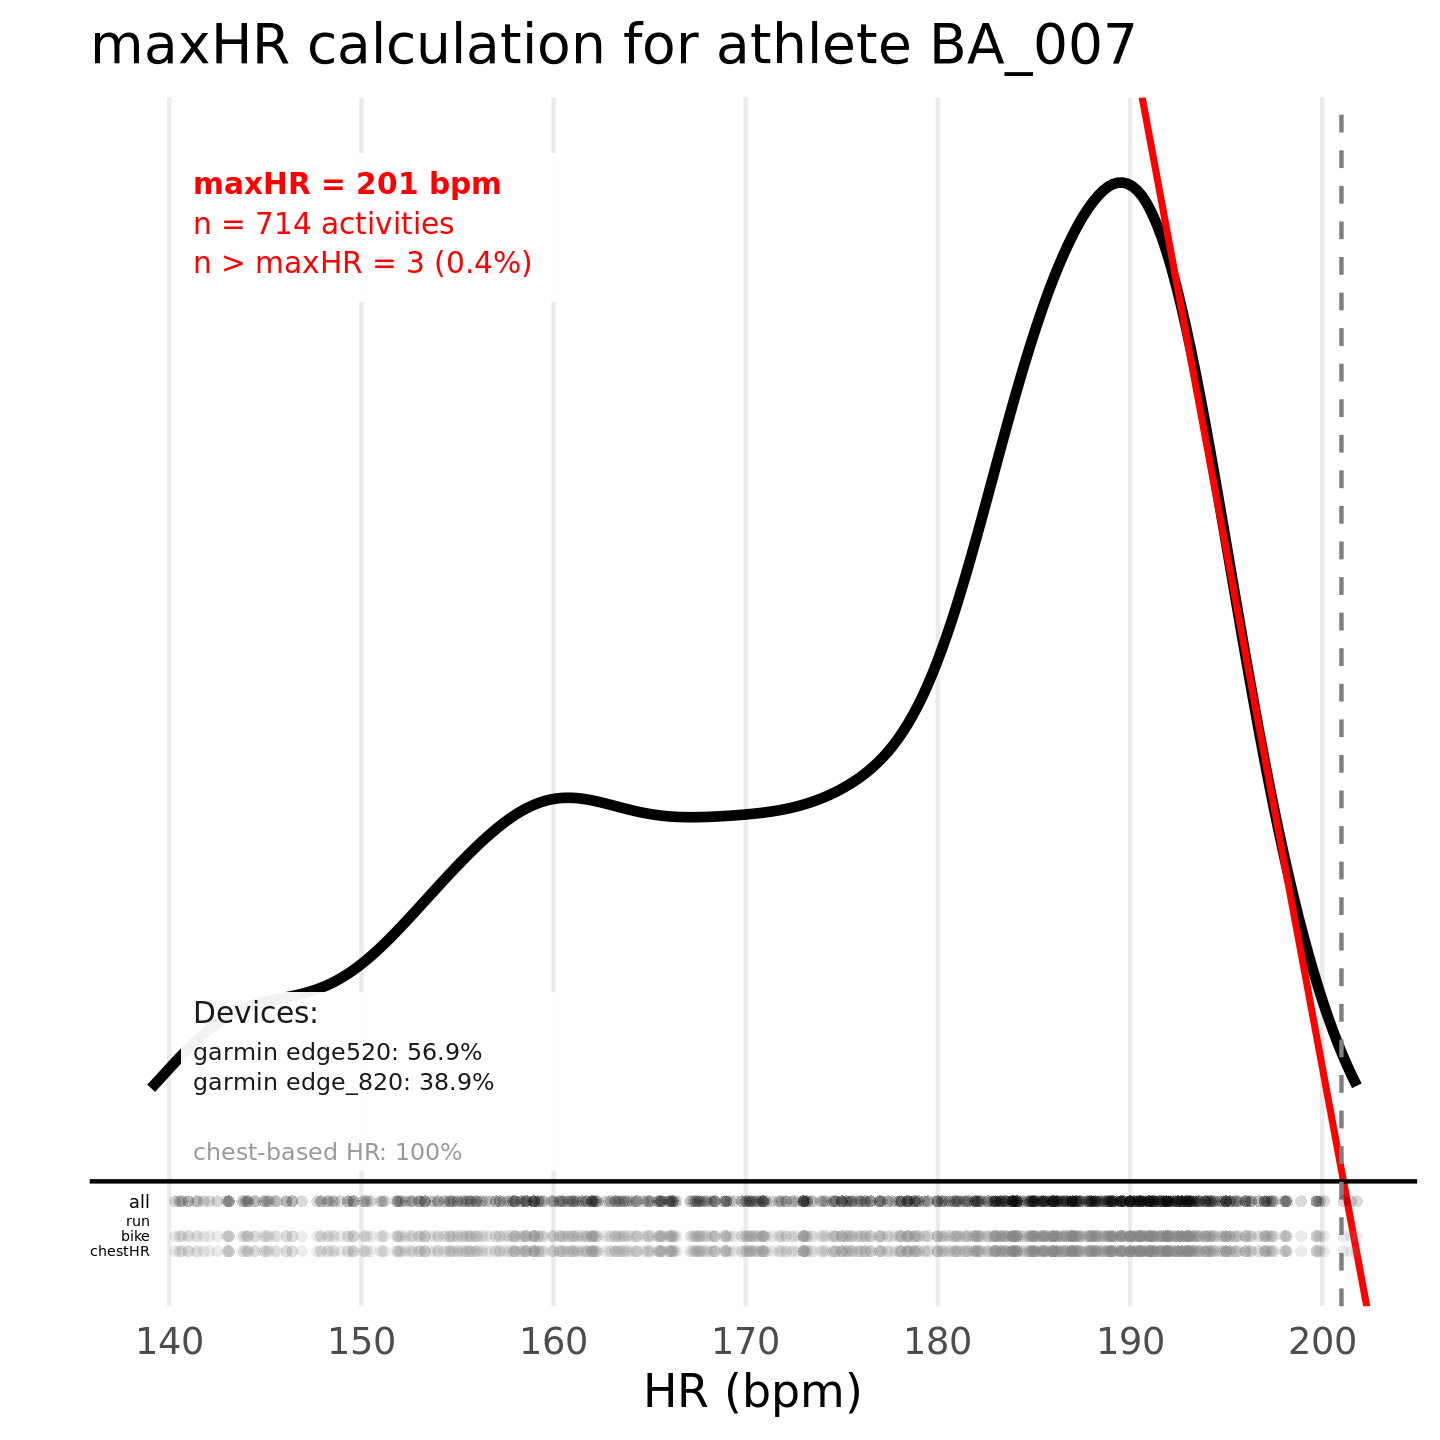 maxHR calculation for athlete BA_007
maxHR = 201 bpm
n = 714 activities
n > maxHR = 3 (0.4%)
Devices:
garmin edge520: 56.9%
garmin edge_820: 38.9%
chest-based HR: 100%
all
run
bike
chestHR
140 150 160 170 180 190 200
HR (bpm)